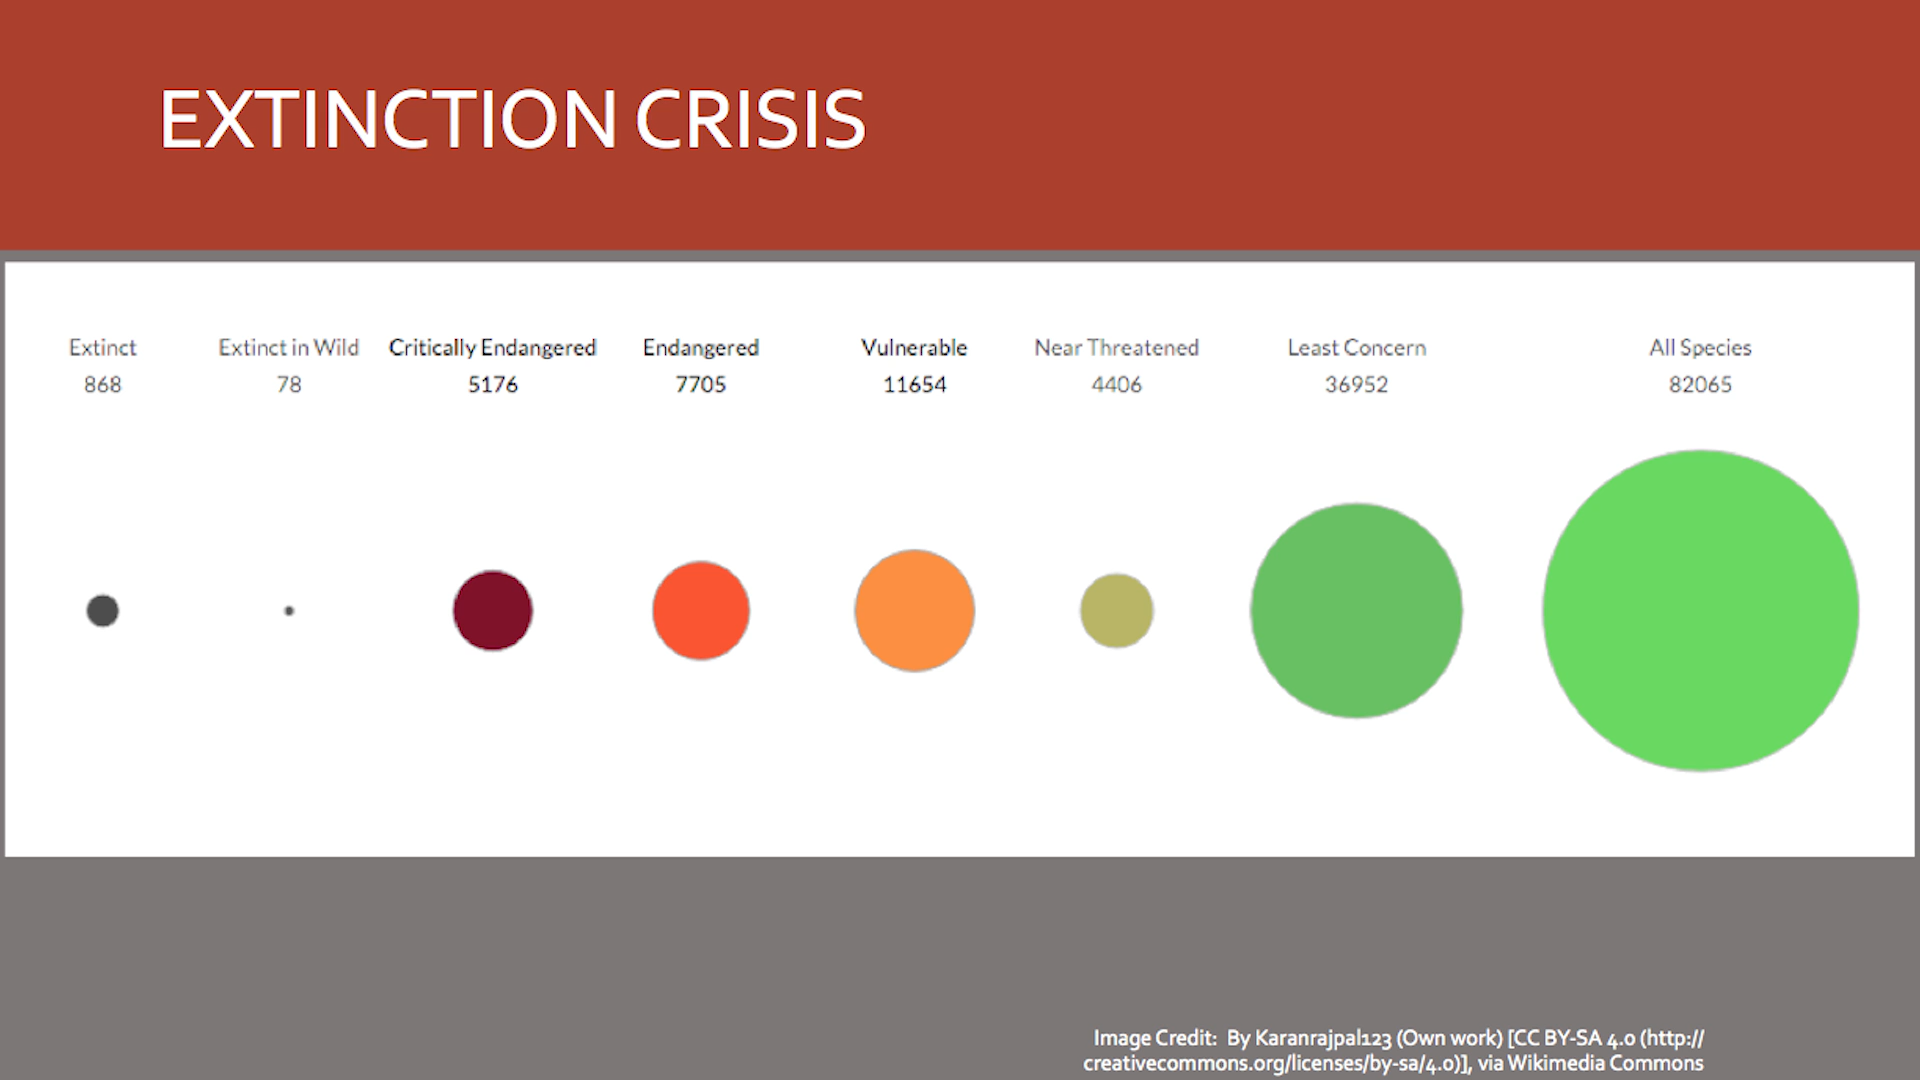 EXTINCTION CRISIS
Extinct Extinct in Wild Critically Endangered Endangered Vulnerable Near Threatened Least Concern All Species
868 78 5176 7705 11654 4406 36952 82065
Image Credit: By Karanrajpal123 (Own work) [CC BY-SA 4.0 (http://
creativecommons.org/licenses/by-sa/4.0)], via Wikimedia Commons